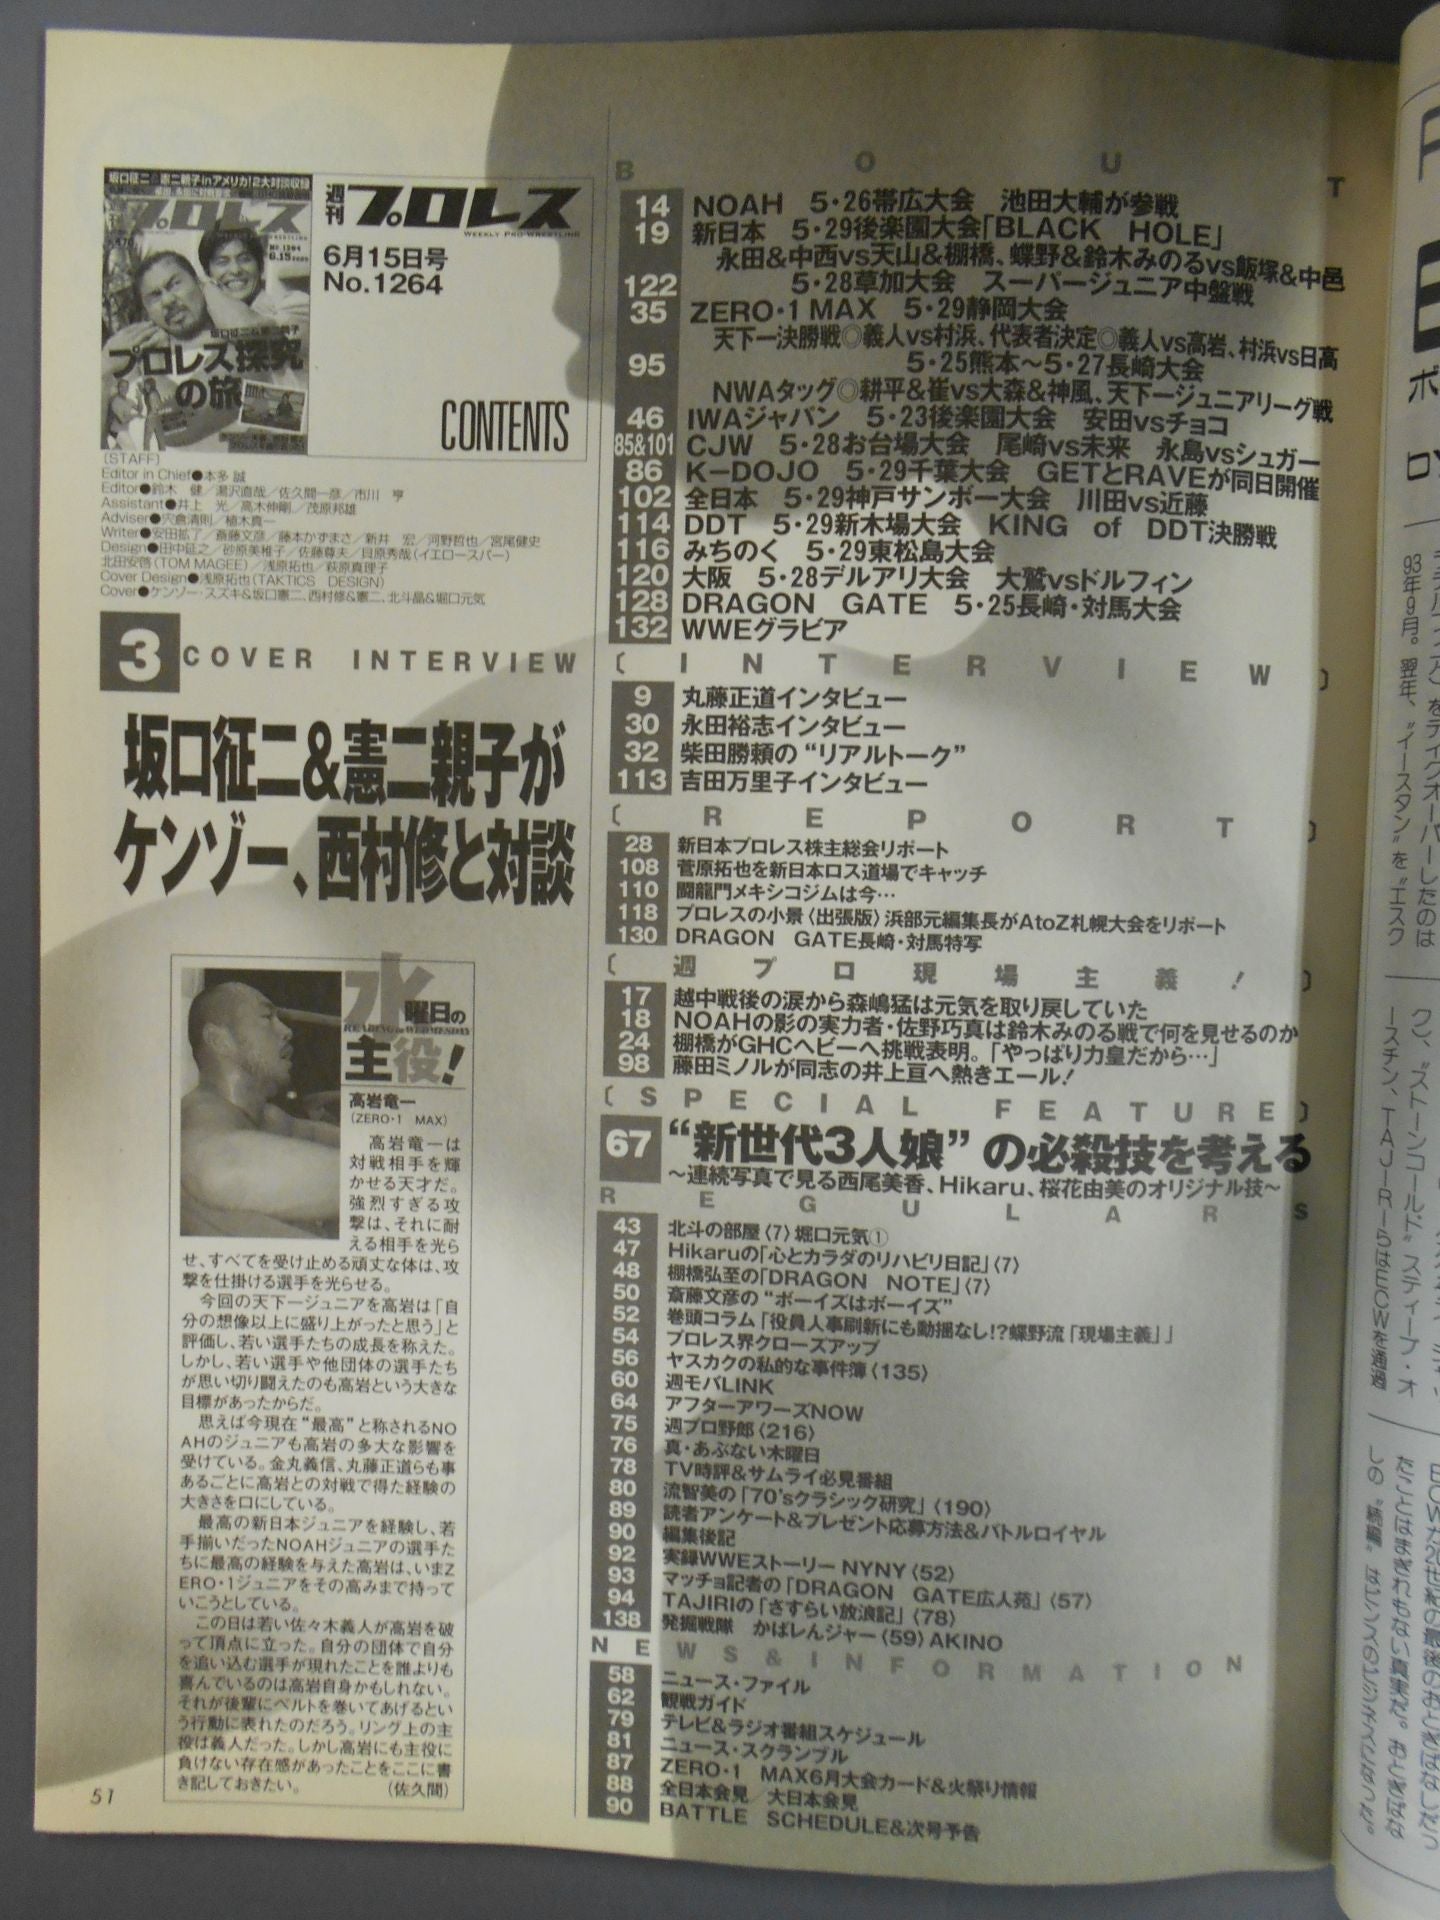 坂口征二&憲二親子inアメリカ!2大対談収録
週刊プロレス
坂口征二&憲二親子
プロレス探究
の旅
週刊プロレス
WEEKLY PRO-WRESTLING
6月15日号
No.1264
CONTENTS
〔STAFF〕
Editor in Chief●本多 誠
Editor●鈴木 健／湯沢直哉／佐久間一彦／市川 亨
Assistant●井上 光／高木伸剛／茂原邦雄
Adviser●宍倉清則／植木真一
Writer●安田拡了／斎藤文彦／藤本かずまさ／新井 宏／河野哲也／宮尾健史
Design●田中延之／砂原美稚子／佐藤尊夫／貝原秀哉(イエロースパー)
北田安啓(TOM MAGEE)／浅原拓也／萩原真理子
Cover Design●浅原拓也(TAKTICS DESIGN)
Cover●ケンゾー・スズキ&坂口憲二、西村修&憲二、北斗晶&堀口元気
3 COVER INTERVIEW
坂口征二&憲二親子が
ケンゾー、西村修と対談
水曜日の
READING in WEDNESDAY
主役!
高岩竜一
(ZERO・1 MAX)
高岩竜一は
対戦相手を輝
かせる天才だ。
強烈すぎる攻
撃は、それに耐
える相手を光ら
せ、すべてを受け止める頑丈な体は、攻
撃を仕掛ける選手を光らせる。
今回の天下一ジュニアを高岩は「自
分の想像以上に盛り上がったと思う」と
評価し、若い選手たちの成長を称えた。
しかし、若い選手や他団体の選手たち
が思い切り闘えたのも高岩という大きな
目標があったからだ。
思えば今現在“最高”と称されるNO
AHのジュニアも高岩の多大な影響を
受けている。金丸義信、丸藤正道らも事
あるごとに高岩との対戦で得た経験の
大きさを口にしている。
最高の新日本ジュニアを経験し、若
手揃いだったNOAHジュニアの選手た
ちに最高の経験を与えた高岩は、いまZ
ERO・1ジュニアをその高みまで持って
いこうとしている。
この日は若い佐々木義人が高岩を破
って頂点に立った。自分の団体で自分
を追い込む選手が現れたことを誰よりも
喜んでいるのは高岩自身かもしれない。
それが後輩にベルトを巻いてあげるとい
う行動に表れたのだろう。リング上の主
役は義人だった。しかし高岩にも主役に
負けない存在感があったことをここに書
き記しておきたい。 (佐久間)
51
BOUT
14 NOAH 5・26帯広大会 池田大輔が参戦
19 新日本 5・29後楽園大会「BLACK HOLE」
永田&中西vs天山&棚橋、蝶野&鈴木みのるvs飯塚&中邑
122 5・28草加大会 スーパージュニア中盤戦
35 ZERO・1 MAX 5・29静岡大会
天下一決勝戦◎義人vs村浜、代表者決定◎義人vs高岩、村浜vs日高
95 5・25熊本～5・27長崎大会
NWAタッグ◎耕平&崔vs大森&神風、天下一ジュニアリーグ戦
46 IWAジャパン 5・23後楽園大会 安田vsチョコ
85&101 CJW 5・28お台場大会 尾崎vs未来 永島vsシュガー
86 K-DOJO 5・29千葉大会 GETとRAVEが同日開催
102 全日本 5・29神戸サンボー大会 川田vs近藤
114 DDT 5・29新木場大会 KING of DDT決勝戦
116 みちのく 5・29東松島大会
120 大阪 5・28デルアリ大会 大鷲vsドルフィン
128 DRAGON GATE 5・25長崎・対馬大会
132 WWEグラビア
〔INTERVIEW〕
9 丸藤正道インタビュー
30 永田裕志インタビュー
32 柴田勝頼の“リアルトーク”
113 吉田万里子インタビュー
〔REPORT〕
28 新日本プロレス株主総会リポート
108 菅原拓也を新日本ロス道場でキャッチ
110 闘龍門メキシコジムは今…
118 プロレスの小景〈出張版〉浜部元編集長がAtoZ札幌大会をリポート
130 DRAGON GATE長崎・対馬特写
〔週プロ現場主義!〕
17 越中戦後の涙から森嶋猛は元気を取り戻していた
18 NOAHの影の実力者・佐野巧真は鈴木みのる戦で何を見せるのか
24 棚橋がGHCヘビーへ挑戦表明。「やっぱり力皇だから…」
98 藤田ミノルが同志の井上亘へ熱きエール!
〔SPECIAL FEATURE〕
67 “新世代3人娘”の必殺技を考える
～連続写真で見る西尾美香、Hikaru、桜花由美のオリジナル技～
REGULARS
43 北斗の部屋〈7〉堀口元気①
47 Hikaruの「心とカラダのリハビリ日記」〈7〉
48 棚橋弘至の「DRAGON NOTE」〈7〉
50 斎藤文彦の“ボーイズはボーイズ”
52 巻頭コラム「役員人事刷新にも動揺なし!?蝶野流「現場主義」」
54 プロレス界クローズアップ
56 ヤスカクの私的な事件簿〈135〉
60 週モバLINK
64 アフターアワーズNOW
75 週プロ野郎〈216〉
76 真・あぶない木曜日
78 TV時評&サムライ必見番組
80 流智美の「70'sクラシック研究」〈190〉
89 読者アンケート&プレゼント応募方法&バトルロイヤル
90 編集後記
92 実録WWEストーリー NYNY〈52〉
93 マッチョ記者の「DRAGON GATE広人苑」〈57〉
94 TAJIRIの「さすらい放浪記」〈78〉
138 発掘戦隊 かばれんジャー〈59〉AKINO
NEWS&INFORMATION
58 ニュース・ファイル
62 観戦ガイド
79 テレビ&ラジオ番組スケジュール
81 ニュース・スクランブル
87 ZERO・1 MAX6月大会カード&火祭り情報
88 全日本会見／大日本会見
90 BATTLE SCHEDULE&次号予告
をテイクオーバーしたのは
93年9月。翌年、“イースタン”を“エスク
ク)、“ストーンコールド”スティーブ・オ
ースチン、TAJIRIらはECWを通過